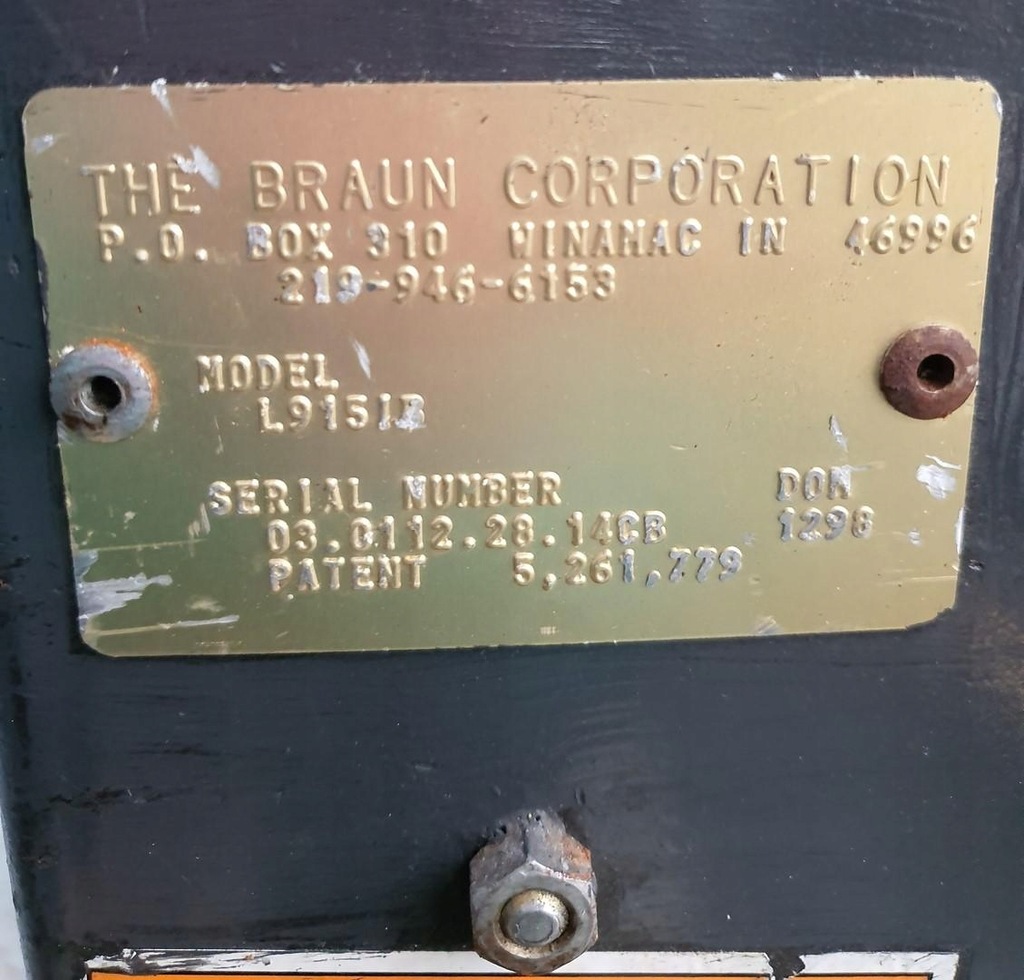 THE BRAUN CORPORATION
P.O. BOX 310 WINAMAC IN 46996
219-946-6153
MODEL
L915IB
SERIAL NUMBER DOM
03.0112.28.14CB 1298
PATENT 5,261,779